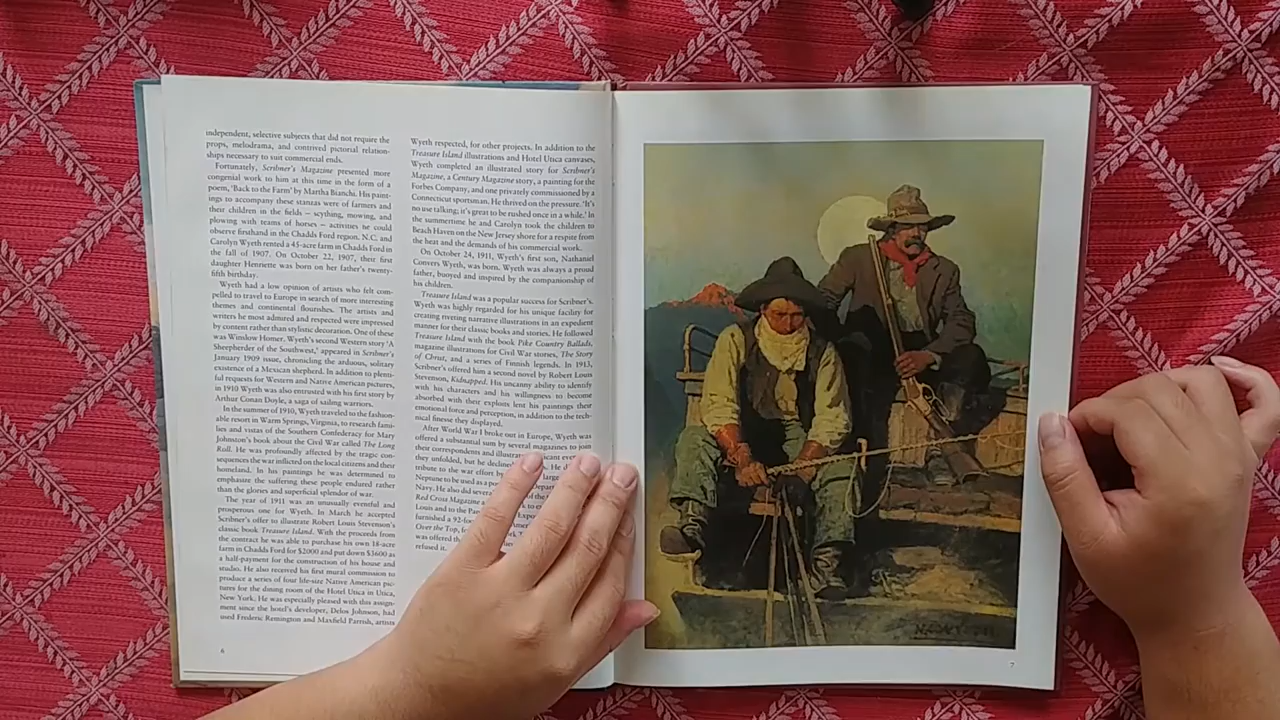 independent, selective subjects that did not require the
props, melodrama, and contrived pictorial relation-
ships necessary to suit commercial ends.
Fortunately, Scribner's Magazine presented more
congenial work to him at this time in the form of a
poem, 'Back to the Farm' by Martha Bianchi. His paint-
ings to accompany these stanzas were of farmers and
their children in the fields – scything, mowing, and
plowing with teams of horses – activities he could
observe firsthand in the Chadds Ford region. N.C. and
Carolyn Wyeth rented a 45-acre farm in Chadds Ford in
the fall of 1907. On October 22, 1907, their first
daughter Henriette was born on her father's twenty-
fifth birthday.
Wyeth had a low opinion of artists who felt com-
pelled to travel to Europe in search of more interesting
themes and continental flourishes. The artists and
writers he most admired and respected were impressed
by content rather than stylistic decoration. One of these
was Winslow Homer. Wyeth's second Western story 'A
Sheepherder of the Southwest,' appeared in Scribner's
January 1909 issue, chronicling the arduous, solitary
existence of a Mexican shepherd. In addition to plenti-
ful requests for Western and Native American pictures,
in 1910 Wyeth was also entrusted with his first story by
Arthur Conan Doyle, a saga of sailing warriors.
In the summer of 1910, Wyeth traveled to the fashion-
able resort in Warm Springs, Virginia, to research fami-
lies and vistas of the Southern Confederacy for Mary
Johnson's book about the Civil War called The Long
Roll. He was profoundly affected by the tragic con-
sequences the war inflicted on the local citizens and their
homeland. In his paintings he was determined to
emphasize the suffering these people endured rather
than the glories and superficial splendor of war.
The year of 1911 was an unusually eventful and
prosperous one for Wyeth. In March he accepted
Scribner's offer to illustrate Robert Louis Stevenson's
classic book Treasure Island. With the proceeds from
the contract he was able to purchase his own 18-acre
farm in Chadds Ford for $2000 and put down $3600 as
a half-payment for the construction of his house and
studio. He also received his first mural commission to
produce a series of four life-size Native American pic-
tures for the dining room of the Hotel Utica in Utica,
New York. He was especially pleased with this assign-
ment since the hotel's developer, Delos Johnson, had
used Frederic Remington and Maxfield Parrish, artists
6
Wyeth respected, for other projects. In addition to the
Treasure Island illustrations and Hotel Utica canvases,
Wyeth completed an illustrated story for Scribner's
Magazine, a Century Magazine story, a painting for the
Forbes Company, and one privately commissioned by a
Connecticut sportsman. He thrived on the pressure. 'It's
no use talking; it's great to be rushed once in a while.' In
the summertime he and Carolyn took the children to
Beach Haven on the New Jersey shore for a respite from
the heat and the demands of his commercial work.
On October 24, 1911, Wyeth's first son, Nathaniel
Convers Wyeth, was born. Wyeth was always a proud
father, buoyed and inspired by the companionship of
his children.
Treasure Island was a popular success for Scribner's.
Wyeth was highly regarded for his unique facility for
creating riveting narrative illustrations in an expedient
manner for their classic books and stories. He followed
Treasure Island with the book Pike County Ballads,
magazine illustrations for Civil War stories, The Story
of Christ, and a series of Finnish legends. In 1913,
Scribner's offered him a second novel by Robert Louis
Stevenson, Kidnapped. His uncanny ability to identify
with his characters and his willingness to become
absorbed with their exploits lent his paintings their
emotional force and perception, in addition to the tech-
nical finesse they displayed.
After World War I broke out in Europe, Wyeth was
offered a substantial sum by several magazines to join
their correspondents and illustrate
they unfolded, but he declined. He
tribute to the war effort by large
Neptune to be used as a
Navy. He also did
Red Cross Magazine
Louis and to the
furnished a 92-
Over the Top,
was offered
refused it.
7